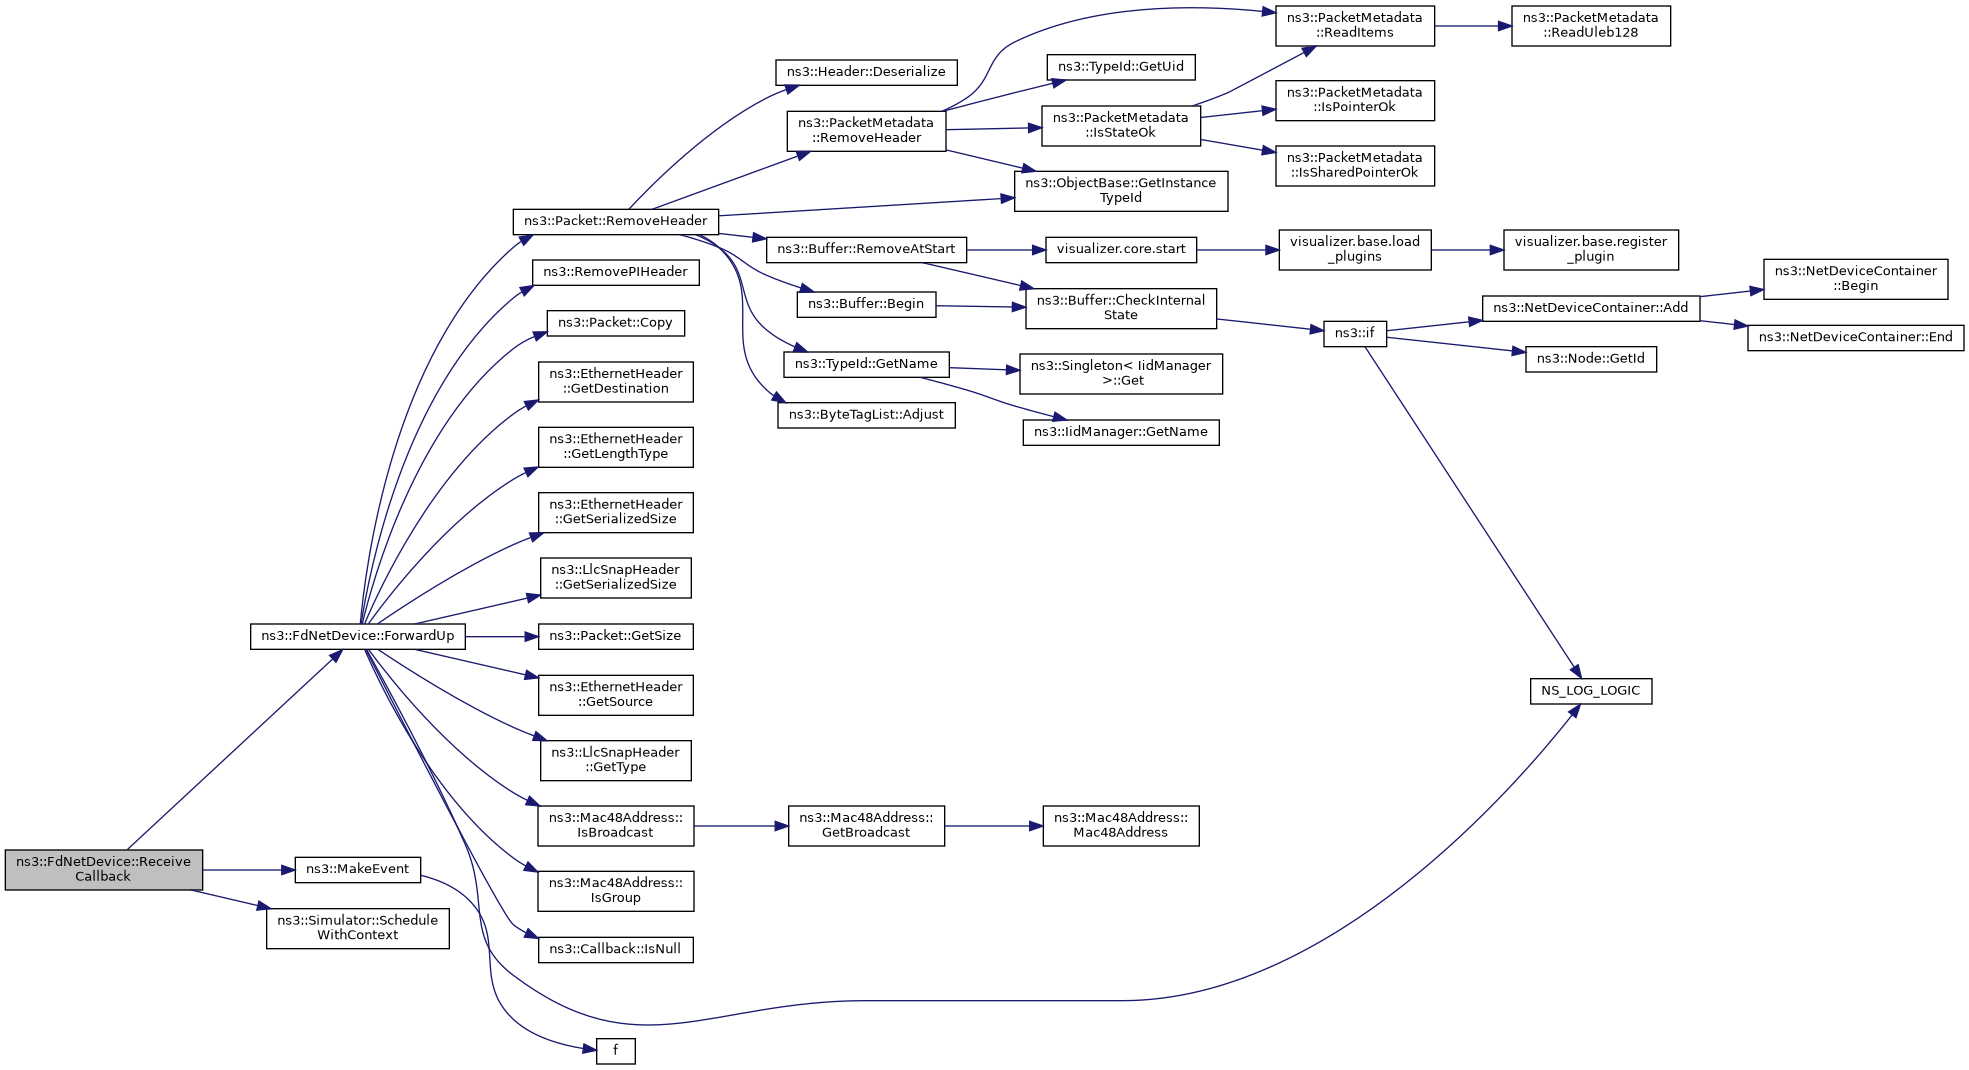 ns3::FdNetDevice::Receive
Callback
ns3::FdNetDevice::ForwardUp
ns3::MakeEvent
ns3::Simulator::Schedule
WithContext
ns3::Packet::RemoveHeader
ns3::RemovePIHeader
ns3::Packet::Copy
ns3::EthernetHeader
::GetDestination
ns3::EthernetHeader
::GetLengthType
ns3::EthernetHeader
::GetSerializedSize
ns3::LlcSnapHeader
::GetSerializedSize
ns3::Packet::GetSize
ns3::EthernetHeader
::GetSource
ns3::LlcSnapHeader
::GetType
ns3::Mac48Address::
IsBroadcast
ns3::Mac48Address::
IsGroup
ns3::Callback::IsNull
f
ns3::Header::Deserialize
ns3::PacketMetadata
::RemoveHeader
ns3::Buffer::RemoveAtStart
ns3::Buffer::Begin
ns3::TypeId::GetName
ns3::ByteTagList::Adjust
ns3::Mac48Address::
GetBroadcast
ns3::TypeId::GetUid
ns3::PacketMetadata
::IsStateOk
ns3::ObjectBase::GetInstance
TypeId
visualizer.core.start
ns3::Buffer::CheckInternal
State
ns3::Singleton< IidManager
>::Get
ns3::IidManager::GetName
ns3::Mac48Address::
Mac48Address
ns3::PacketMetadata
::ReadItems
ns3::PacketMetadata
::IsPointerOk
ns3::PacketMetadata
::IsSharedPointerOk
visualizer.base.load
_plugins
ns3::if
ns3::PacketMetadata
::ReadUleb128
visualizer.base.register
_plugin
ns3::NetDeviceContainer::Add
ns3::Node::GetId
NS_LOG_LOGIC
ns3::NetDeviceContainer
::Begin
ns3::NetDeviceContainer::End